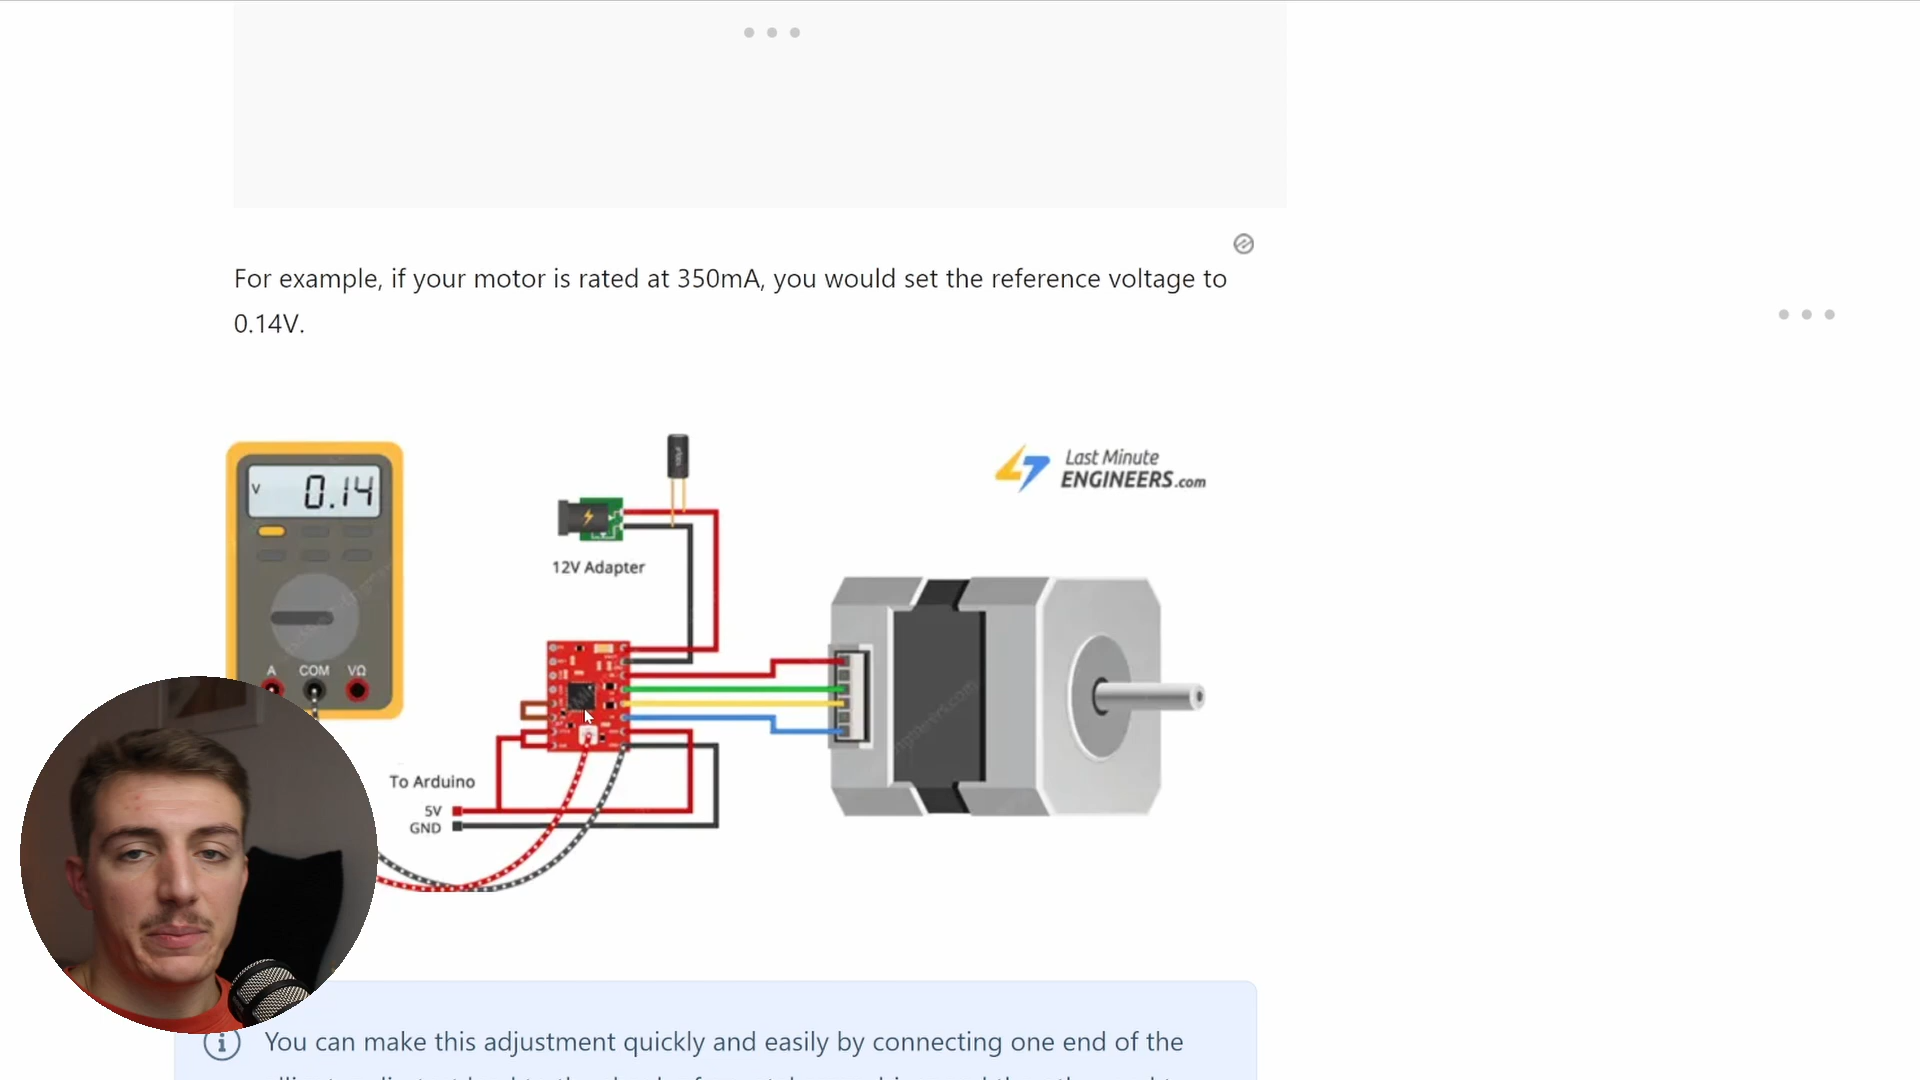 For example, if your motor is rated at 350mA, you would set the reference voltage to
0.14V.
V 0.14
Last Minute
ENGINEERS.com
12V Adapter
A COM VΩ
To Arduino
5V
GND
You can make this adjustment quickly and easily by connecting one end of the